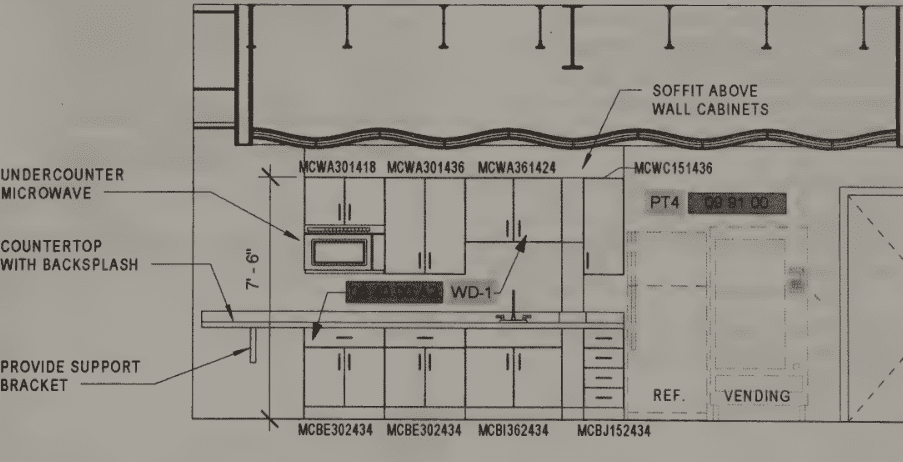 SOFFIT ABOVE
WALL CABINETS
MCWA301418 MCWA301436 MCWA361424 MCWC151436
UNDERCOUNTER
MICROWAVE
PT4 09 91 00
COUNTERTOP
WITH BACKSPLASH
7' - 6"
WD-1
PROVIDE SUPPORT
BRACKET
REF. VENDING
MCBE302434 MCBE302434 MCBI362434 MCBJ152434